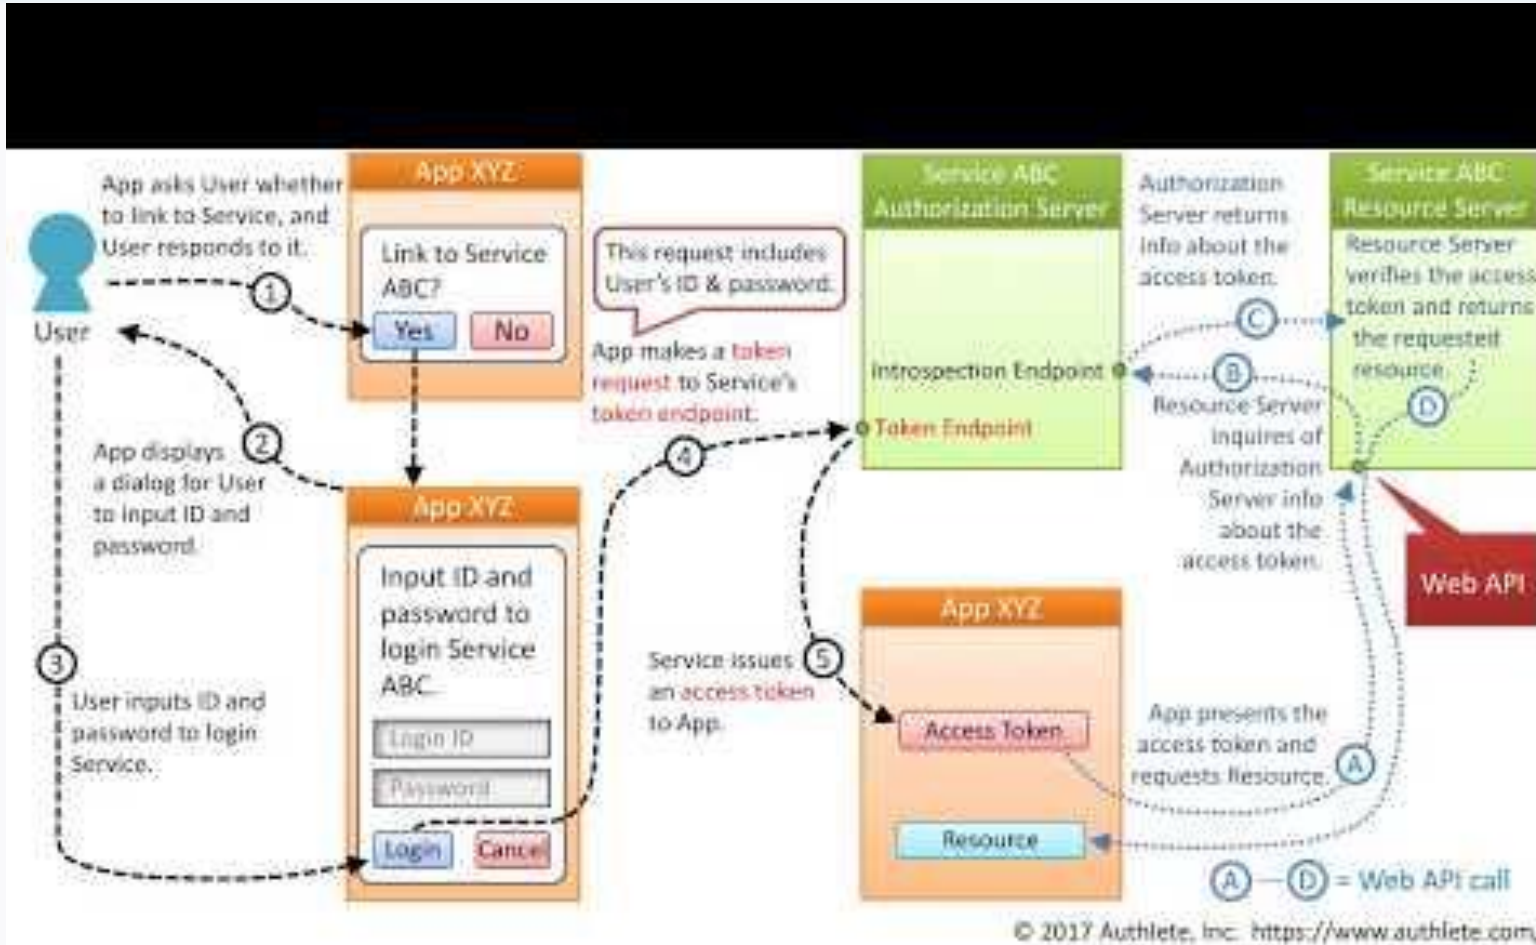 App asks User whether
to link to Service, and
User responds to it.
1
User
App XYZ
Link to Service
ABC?
Yes
No
2
App displays
a dialog for User
to input ID and
password.
3
User inputs ID and
password to login
Service.
App XYZ
Input ID and
password to
login Service
ABC.
Login ID
Password
Login
Cancel
This request includes
User's ID & password.
App makes a token
request to Service's
token endpoint.
4
Service ABC
Authorization Server
Introspection Endpoint
Token Endpoint
5
Service issues
an access token
to App.
App XYZ
Access Token
Resource
Authorization
Server returns
info about the
access token.
C
B
Resource Server
inquires of
Authorization
Server info
about the
access token.
Service ABC
Resource Server
Resource Server
verifies the access
token and returns
the requested
resource.
D
Web API
App presents the
access token and
requests Resource.
A
A — D = Web API call
© 2017 Authlete, Inc. https://www.authlete.com